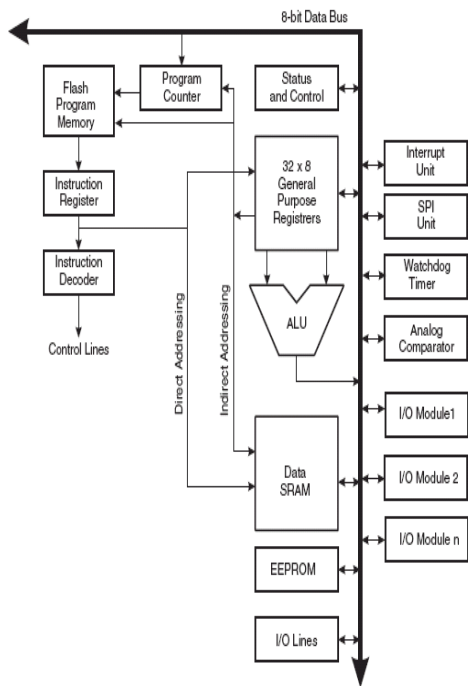 8-bit Data Bus
Flash
Program
Memory
Program
Counter
Status
and Control
Instruction
Register
32 x 8
General
Purpose
Registrers
Interrupt
Unit
SPI
Unit
Instruction
Decoder
Watchdog
Timer
Control Lines
Direct Addressing
Indirect Addressing
ALU
Analog
Comparator
I/O Module1
Data
SRAM
I/O Module 2
I/O Module n
EEPROM
I/O Lines